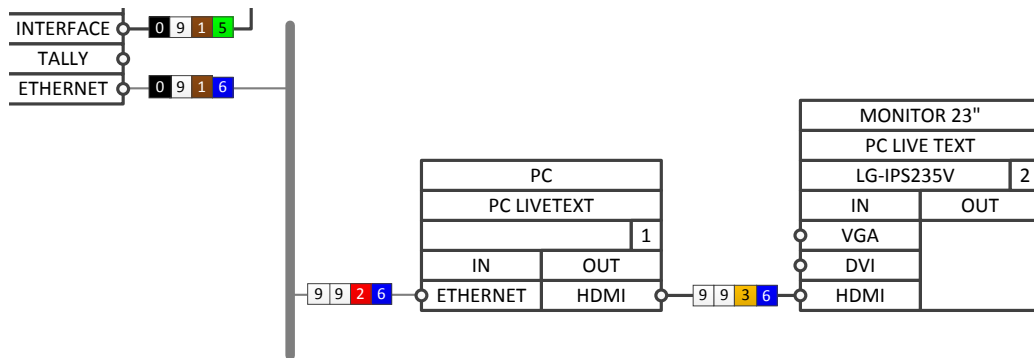 INTERFACE 0 9 1 5
TALLY
ETHERNET 0 9 1 6
MONITOR 23"
PC LIVE TEXT
LG-IPS235V 2
IN OUT
VGA
DVI
HDMI
PC
PC LIVETEXT
1
IN OUT
9 9 2 6 ETHERNET HDMI 9 9 3 6